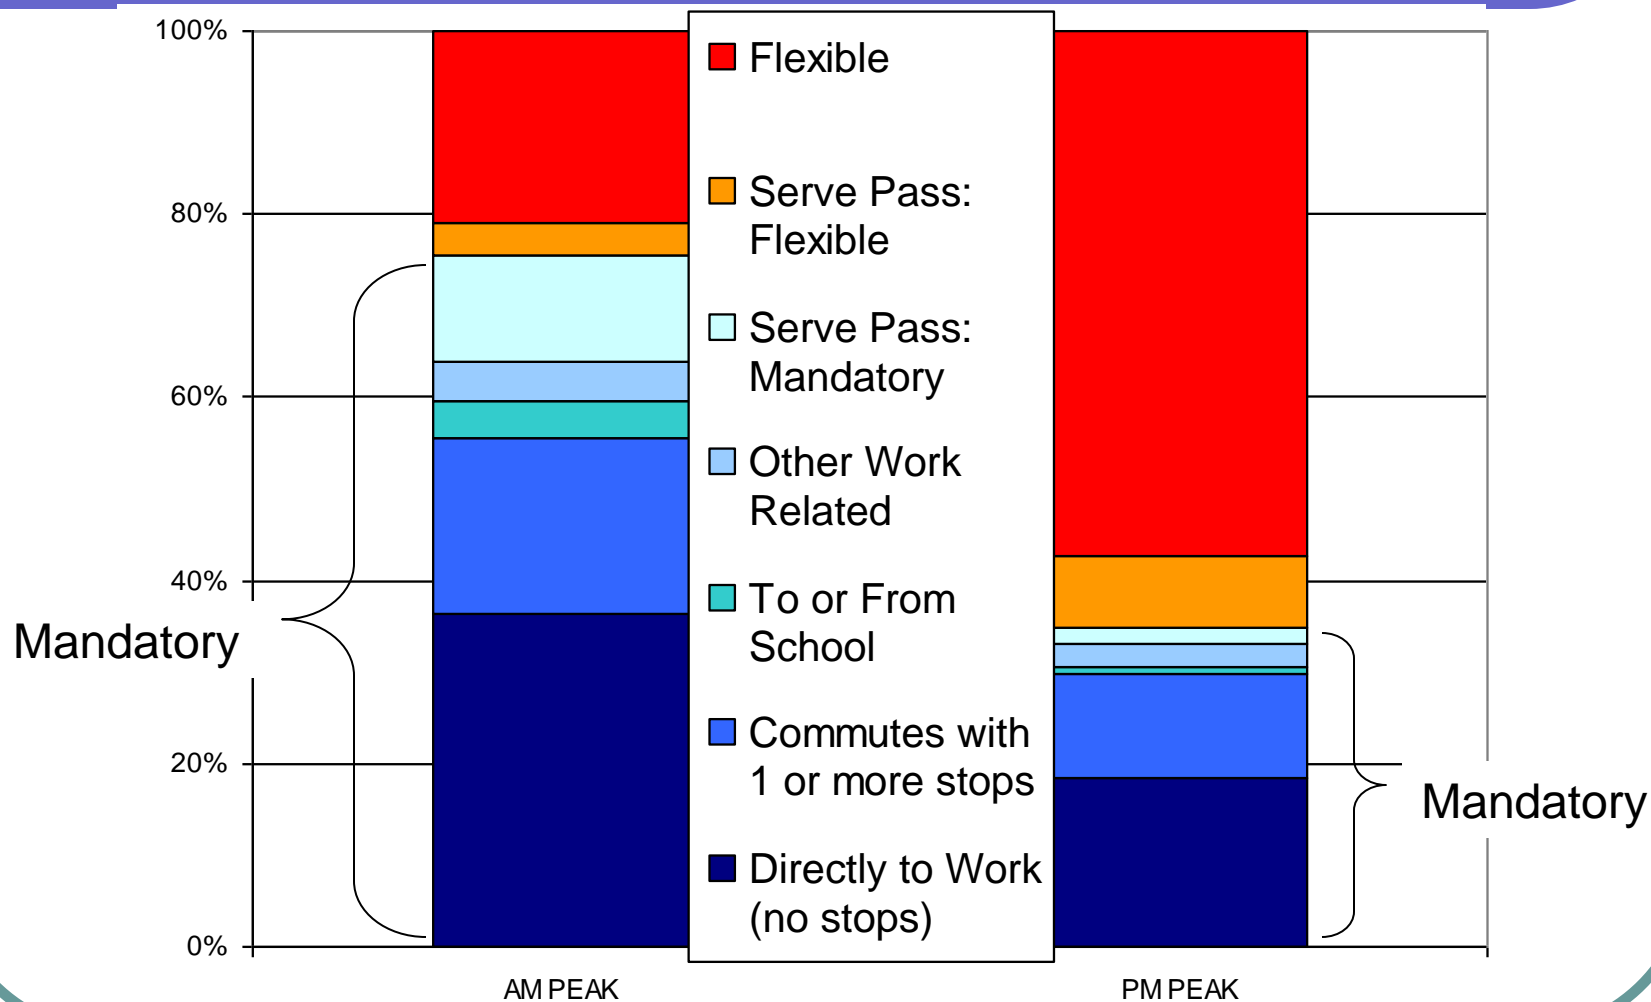 100%
80%
60%
40%
20%
0%
Mandatory
Flexible
Serve Pass:
Flexible
Serve Pass:
Mandatory
Other Work
Related
To or From
School
Commutes with
1 or more stops
Directly to Work
(no stops)
Mandatory
AM PEAK
PM PEAK